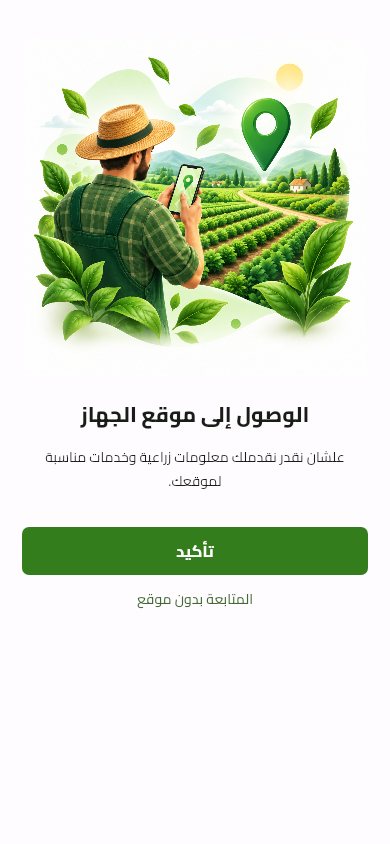 الوصول إلى موقع الجهاز
علشان نقدر نقدملك معلومات زراعية وخدمات مناسبة
لموقعك.
تأكيد
المتابعة بدون موقع